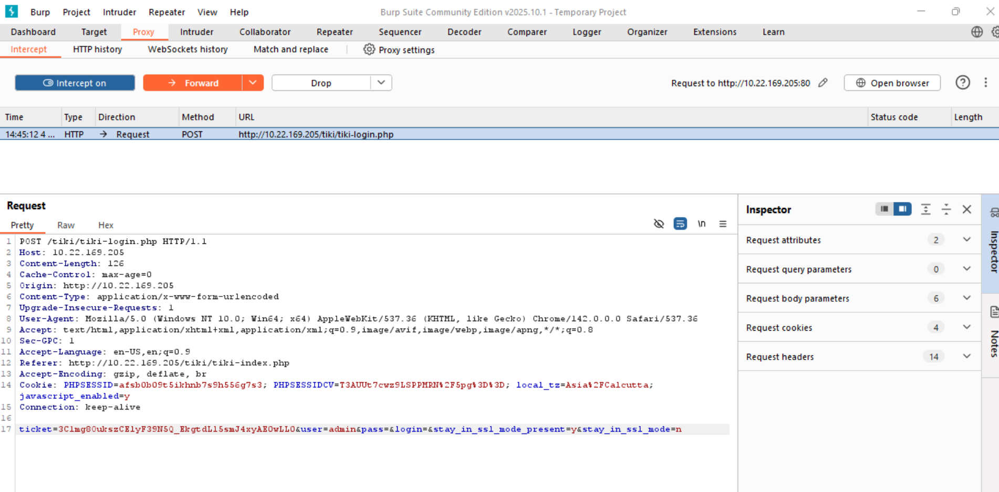 Burp Project Intruder Repeater View Help Burp Suite Community Edition v2025.10.1 - Temporary Project
Dashboard Target Proxy Intruder Collaborator Repeater Sequencer Decoder Comparer Logger Organizer Extensions Learn
Intercept HTTP history WebSockets history Match and replace Proxy settings
Intercept on Forward Drop Request to http://10.22.169.205:80 Open browser
Time Type Direction Method URL Status code Length
14:45:12 4 ... HTTP → Request POST http://10.22.169.205/tiki/tiki-login.php
Request
Pretty Raw Hex \n
1 POST /tiki/tiki-login.php HTTP/1.1
2 Host: 10.22.169.205
3 Content-Length: 126
4 Cache-Control: max-age=0
5 Origin: http://10.22.169.205
6 Content-Type: application/x-www-form-urlencoded
7 Upgrade-Insecure-Requests: 1
8 User-Agent: Mozilla/5.0 (Windows NT 10.0; Win64; x64) AppleWebKit/537.36 (KHTML, like Gecko) Chrome/142.0.0.0 Safari/537.36
9 Accept: text/html,application/xhtml+xml,application/xml;q=0.9,image/avif,image/webp,image/apng,*/*;q=0.8
10 Sec-GPC: 1
11 Accept-Language: en-US,en;q=0.9
12 Referer: http://10.22.169.205/tiki/tiki-index.php
13 Accept-Encoding: gzip, deflate, br
14 Cookie: PHPSESSID=afsb0b09t5ikhnb7s9h556g7s3; PHPSESSIDCV=T3AUUt7cwz9LSPPMRN%2F5pg%3D%3D; local_tz=Asia%2FCalcutta;
javascript_enabled=y
15 Connection: keep-alive
16
17 ticket=3Clmg80ukszCElyF39N5Q_EkgtdLl5smJ4xyAE0wLL0&user=admin&pass=&login=&stay_in_ssl_mode_present=y&stay_in_ssl_mode=n
Inspector
Request attributes 2
Request query parameters 0
Request body parameters 6
Request cookies 4
Request headers 14
Inspector
Notes